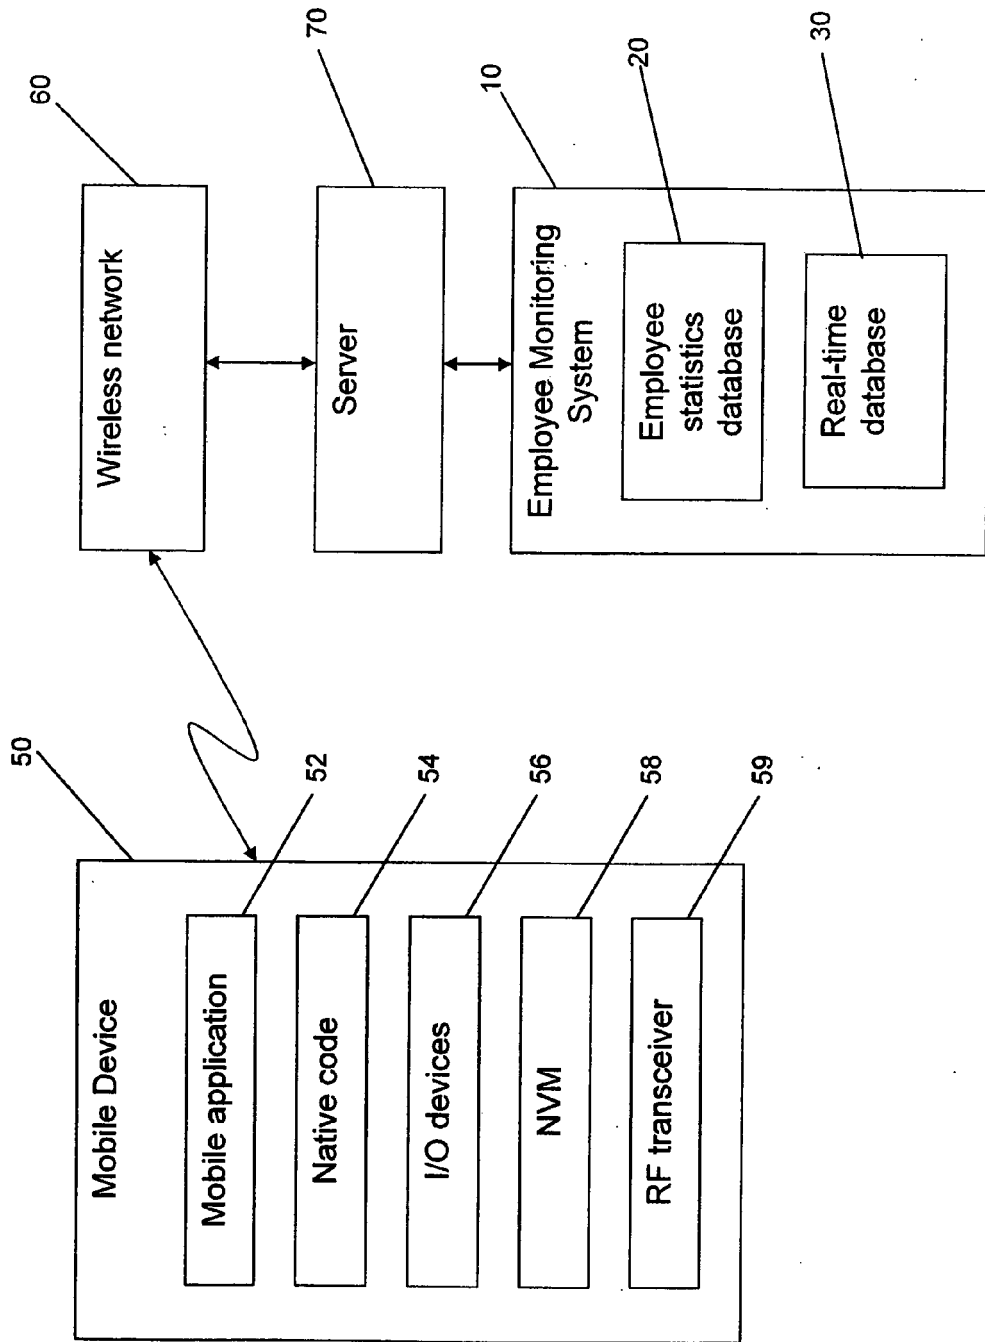 50
Mobile Device
Mobile application
52
Native code
54
I/O devices
56
NVM
58
RF transceiver
59
60
Wireless network
70
Server
10
Employee Monitoring
System
20
Employee
statistics
database
30
Real-time
database